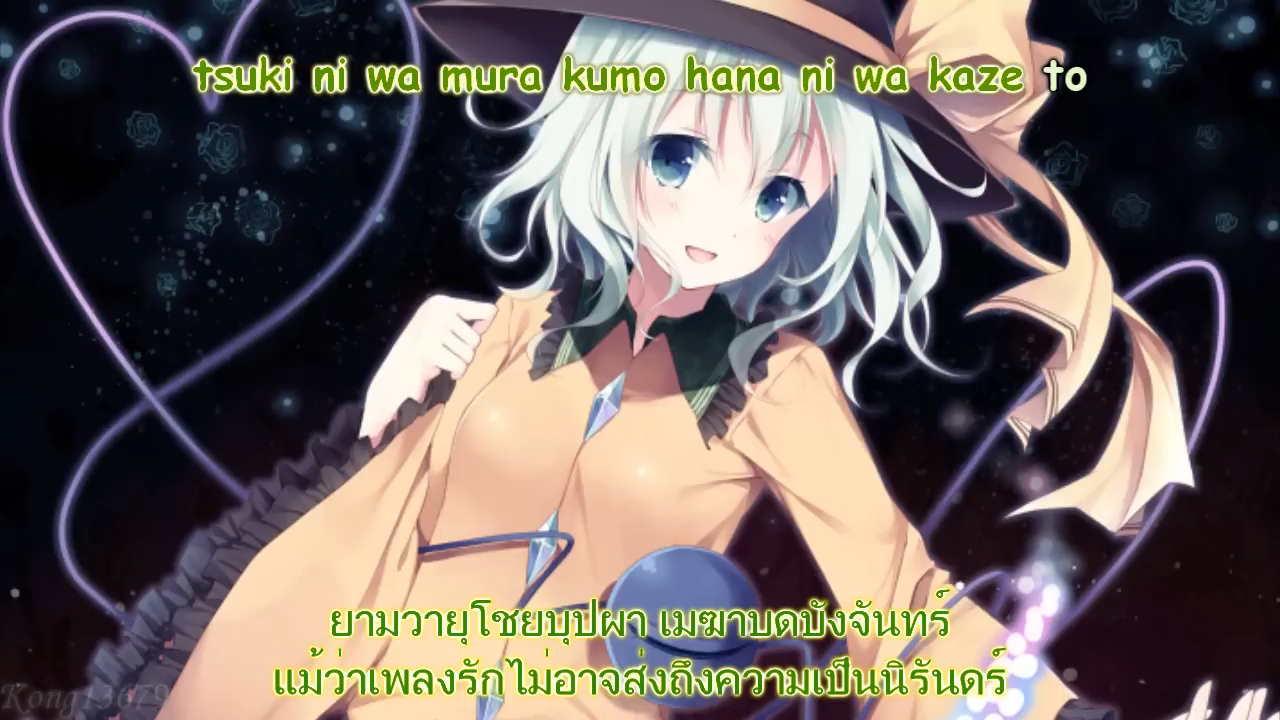 tsuki ni wa mura kumo hana ni wa kaze to
ยามวายุโชยบุปผา เมฆาบดบังจันทร์
แม้ว่าเพลงรักไม่อาจส่งถึงความเป็นนิรันดร์
Kong13679